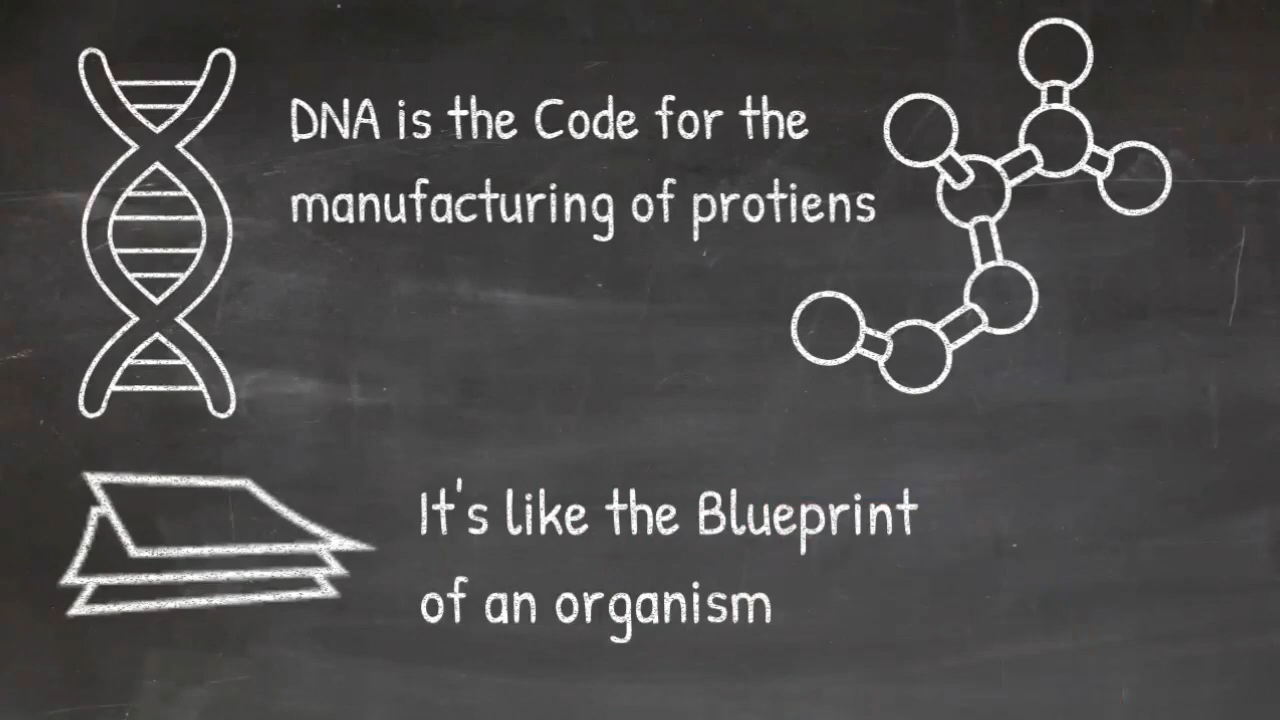 DNA is the Code for the
manufacturing of protiens
It's like the Blueprint
of an organism